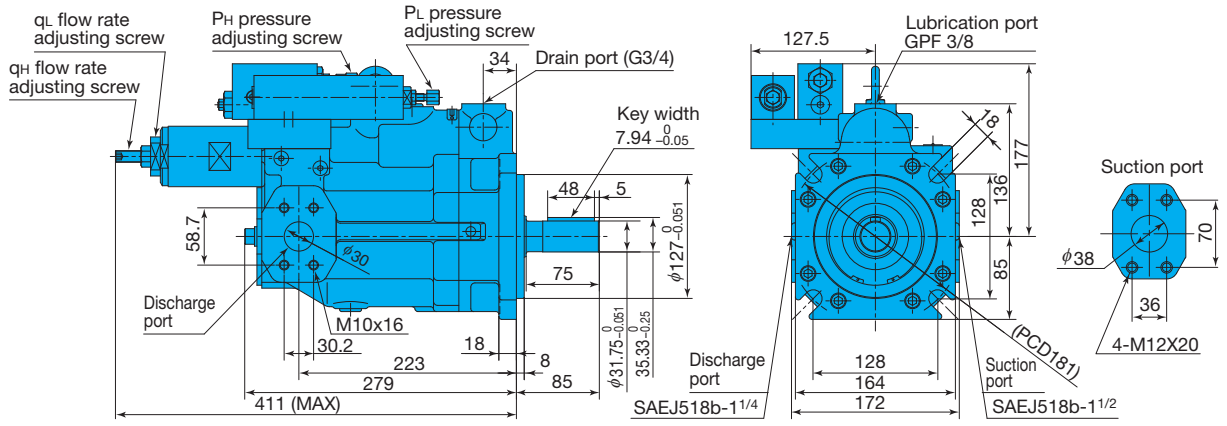 qL flow rate
adjusting screw
qH flow rate
adjusting screw
PH pressure
adjusting screw
PL pressure
adjusting screw
34
Drain port (G3/4)
Key width
7.94 0 -0.05
48
5
58.7
φ30
Discharge
port
M10x16
30.2
18
8
223
279
85
411 (MAX)
75
φ31.75 0 -0.051
35.33 0 -0.25
φ127 0 -0.051
Lubrication port
GPF 3/8
127.5
18
177
136
128
85
(PCD181)
Discharge
port
SAEJ518b-1 1/4
128
164
172
Suction
port
SAEJ518b-1 1/2
Suction port
φ38
70
36
4-M12X20